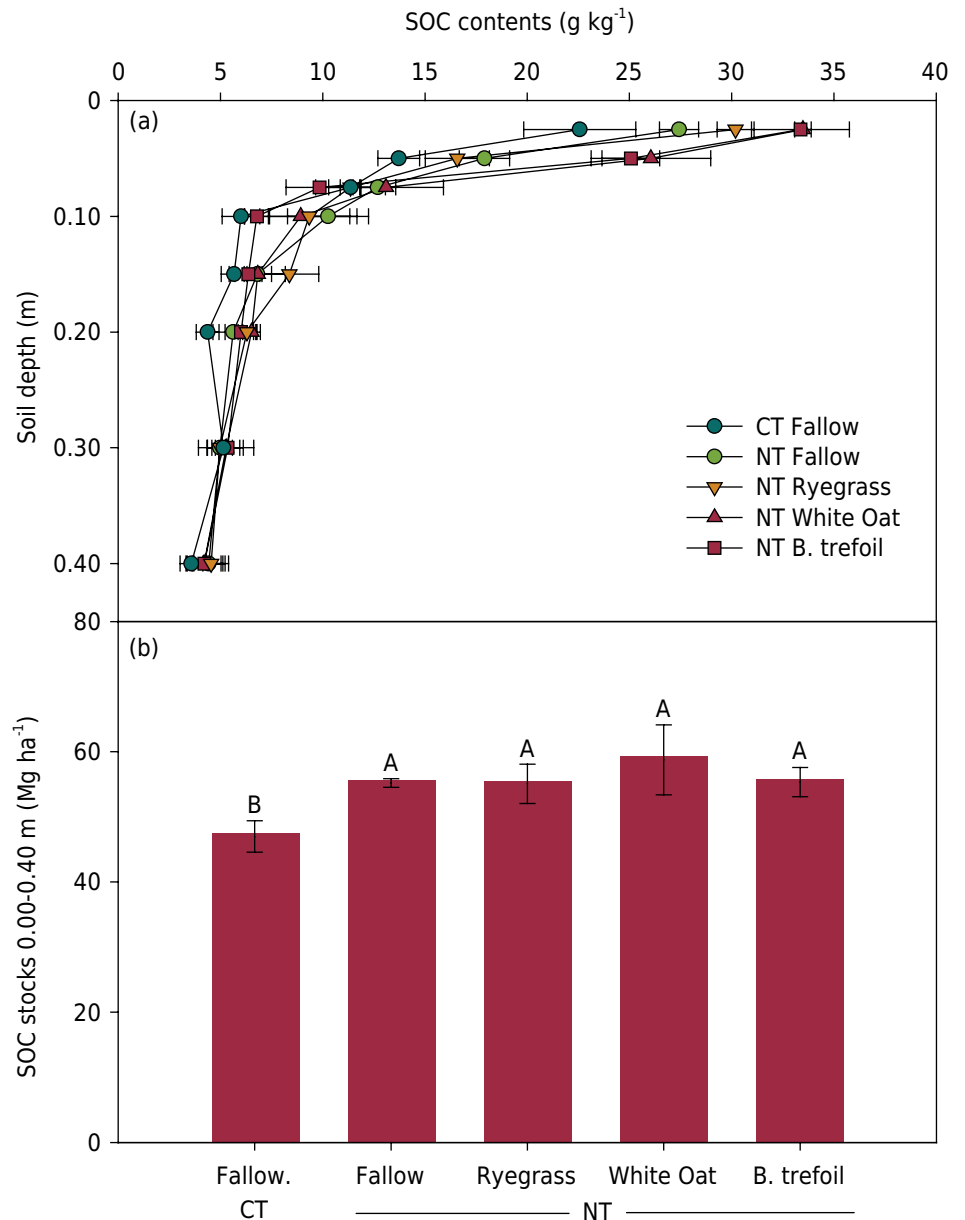 SOC contents (g kg⁻¹)
0 5 10 15 20 25 30 35 40
0
(a)
0.10
0.20
0.30
0.40
Soil depth (m)
CT Fallow
NT Fallow
NT Ryegrass
NT White Oat
NT B. trefoil
80
(b)
60
40
20
0
SOC stocks 0.00-0.40 m (Mg ha⁻¹)
B A A A A
Fallow. Fallow Ryegrass White Oat B. trefoil
CT NT